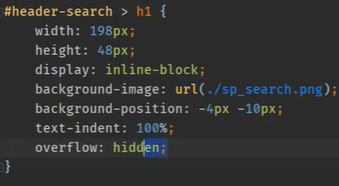 #header-search > h1 {
width: 198px;
height: 48px;
display: inline-block;
background-image: url(./sp_search.png);
background-position: -4px -10px;
text-indent: 100%;
overflow: hidden;
}